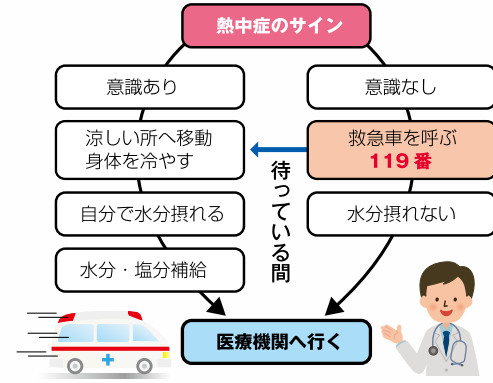 熱中症のサイン
意識あり
意識なし
涼しい所へ移動
身体を冷やす
救急車を呼ぶ
119番
待っている間
自分で水分摂れる
水分摂れない
水分・塩分補給
医療機関へ行く